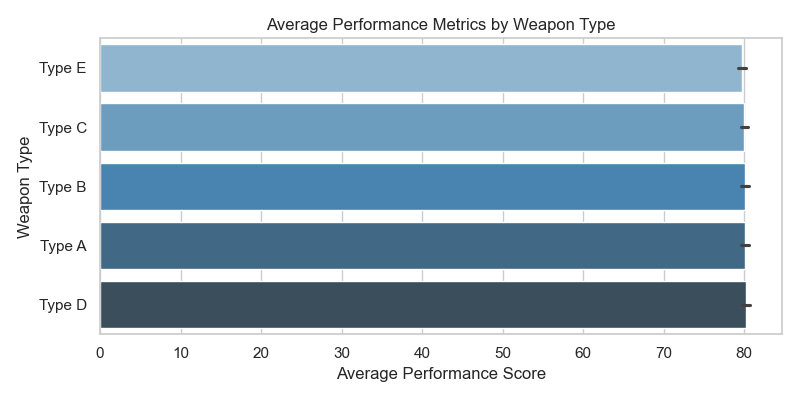 Average Performance Metrics by Weapon Type
Weapon Type
Type E
Type C
Type B
Type A
Type D
0 10 20 30 40 50 60 70 80
Average Performance Score